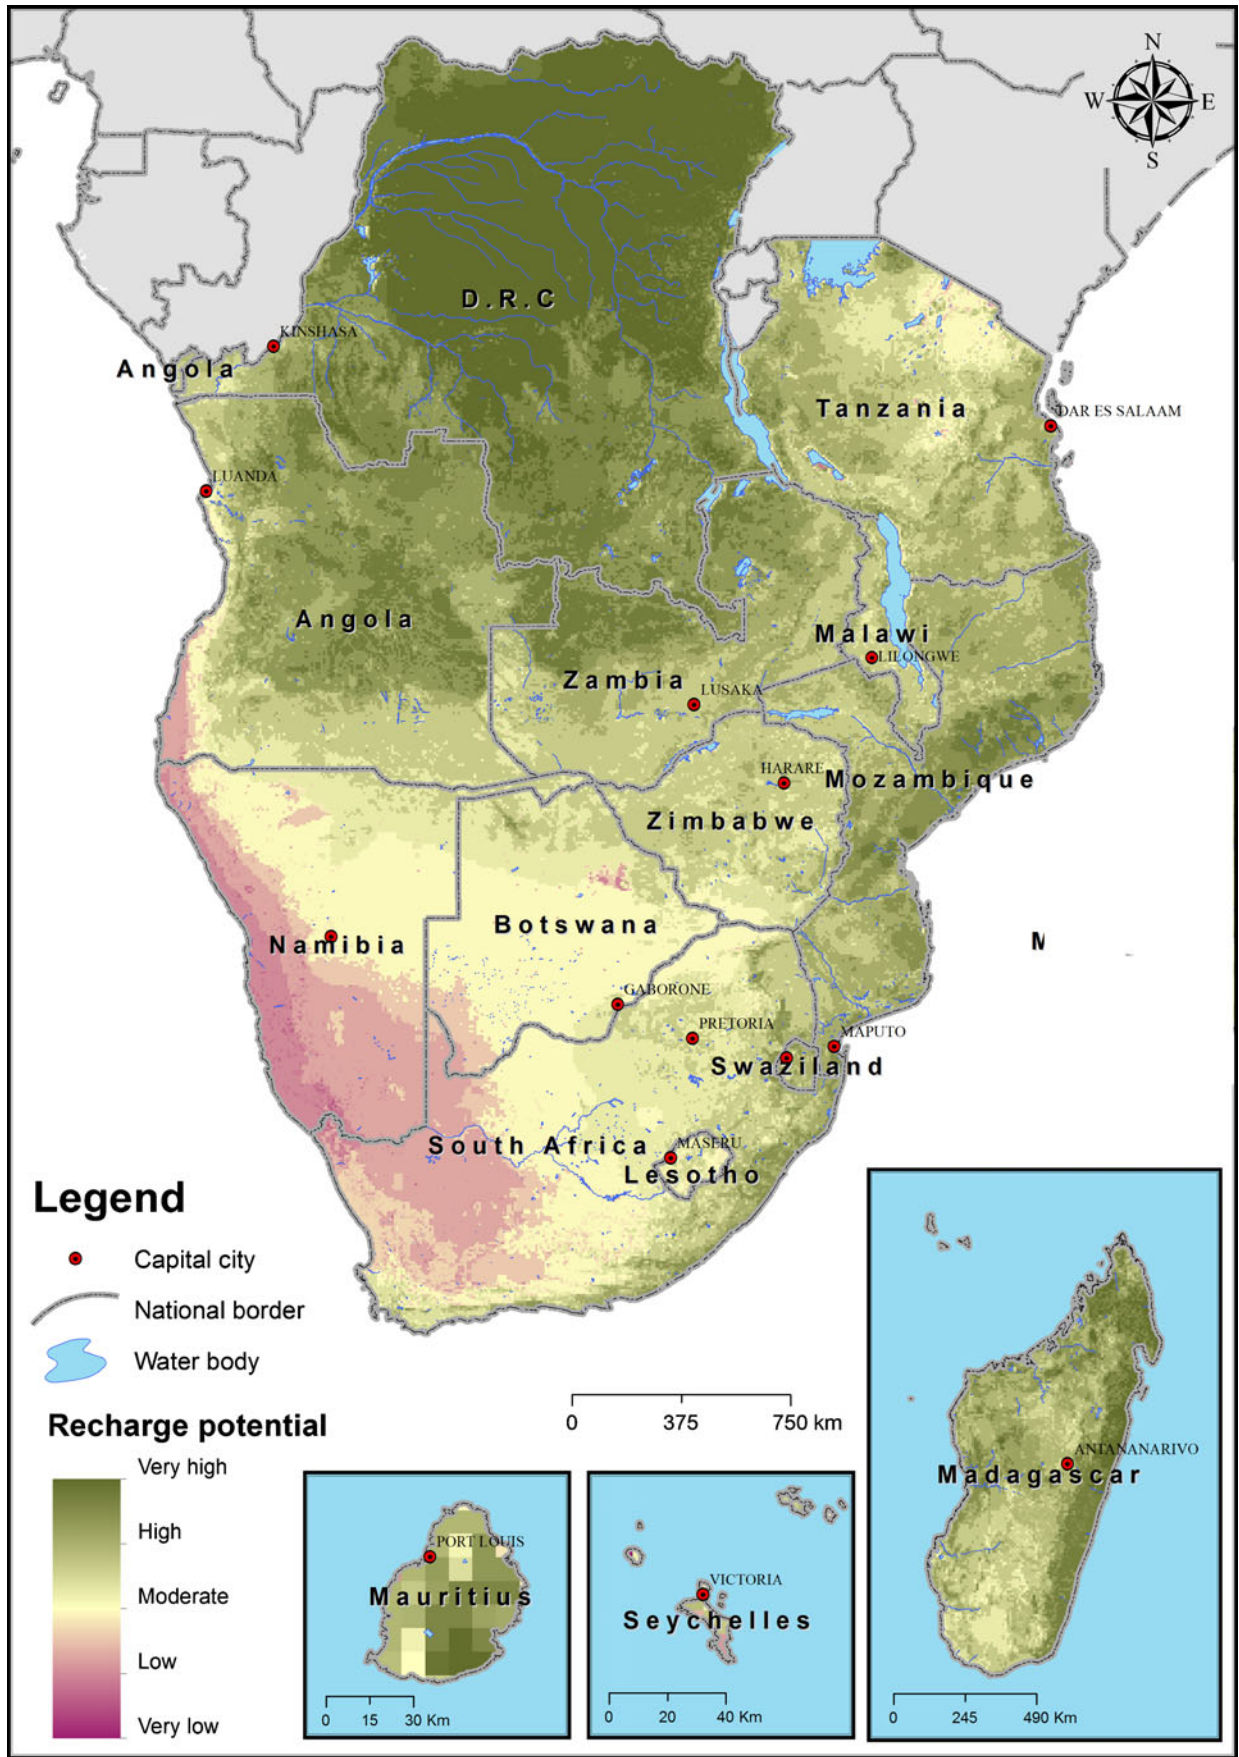 N
W E
S
D.R.C
KINSHASA
Angola
Tanzania
DAR ES SALAAM
LUANDA
Angola
Malawi
LILONGWE
Zambia
LUSAKA
HARARE
Mozambique
Zimbabwe
Botswana
Namibia
M
GABORONE
PRETORIA
MAPUTO
Swaziland
South Africa
MASERU
Lesotho
Legend
Capital city
National border
Water body
0 375 750 km
Recharge potential
Very high
High
Moderate
Low
Very low
PORT LOUIS
Mauritius
0 15 30 Km
VICTORIA
Seychelles
0 20 40 Km
ANTANANARIVO
Madagascar
0 245 490 Km